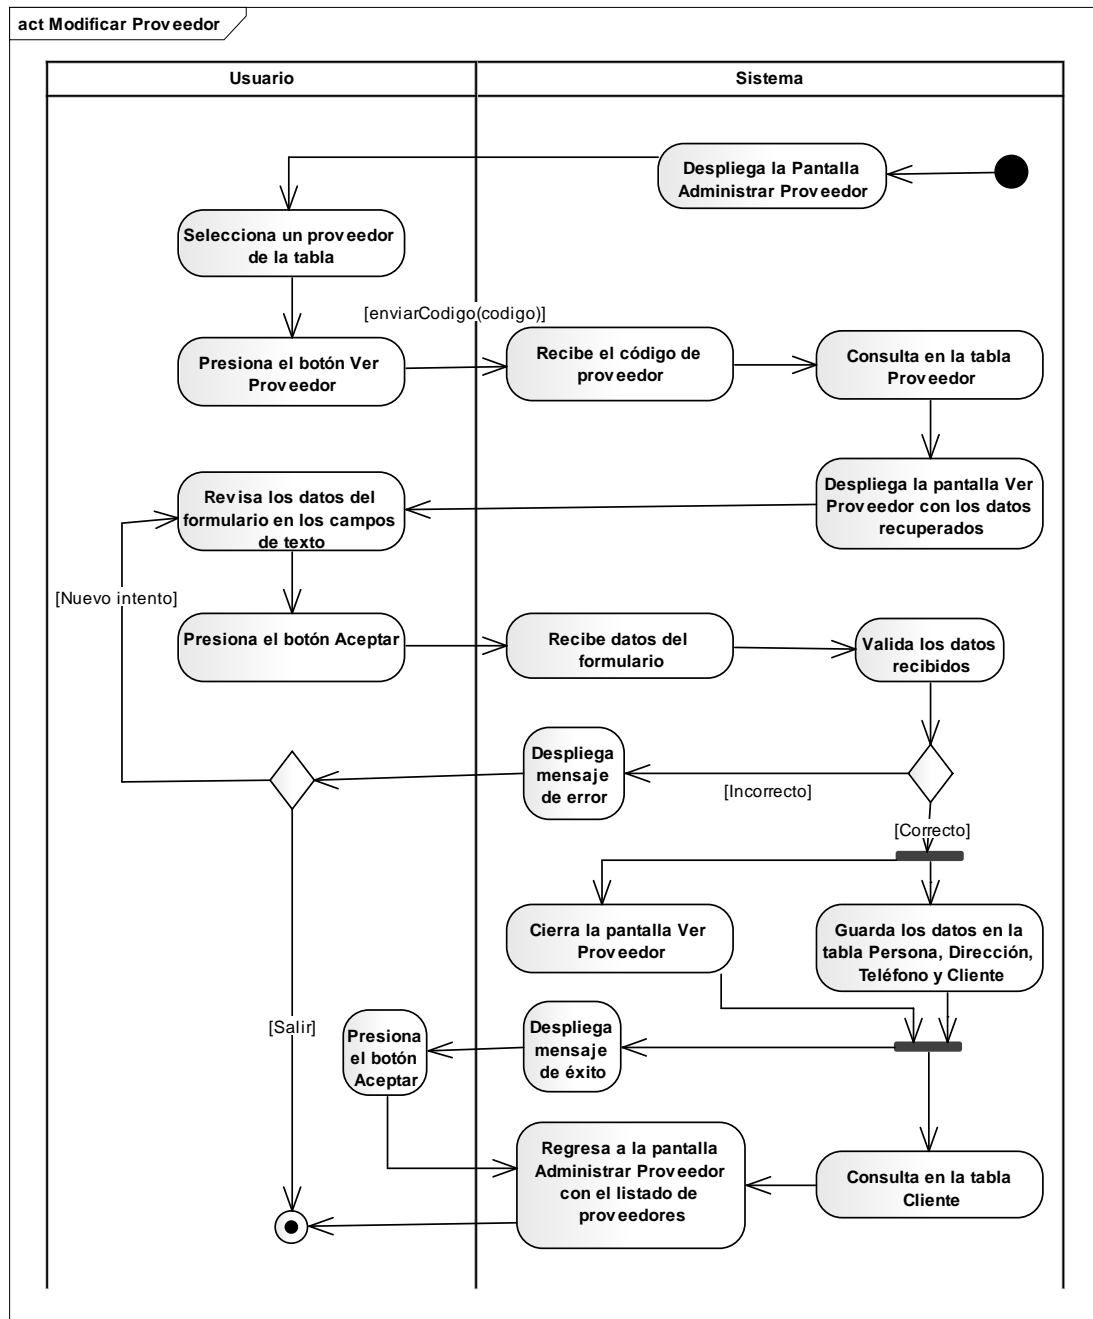 act Modificar Proveedor
Usuario
Sistema
Despliega la Pantalla
Administrar Proveedor
Selecciona un proveedor
de la tabla
[enviarCodigo(codigo)]
Presiona el botón Ver
Proveedor
Recibe el código de
proveedor
Consulta en la tabla
Proveedor
Revisa los datos del
formulario en los campos
de texto
Despliega la pantalla Ver
Proveedor con los datos
recuperados
[Nuevo intento]
Presiona el botón Aceptar
Recibe datos del
formulario
Valida los datos
recibidos
Despliega
mensaje
de error
[Incorrecto]
[Correcto]
Cierra la pantalla Ver
Proveedor
Guarda los datos en la
tabla Persona, Dirección,
Teléfono y Cliente
[Salir]
Presiona
el botón
Aceptar
Despliega
mensaje
de éxito
Regresa a la pantalla
Administrar Proveedor
con el listado de
proveedores
Consulta en la tabla
Cliente